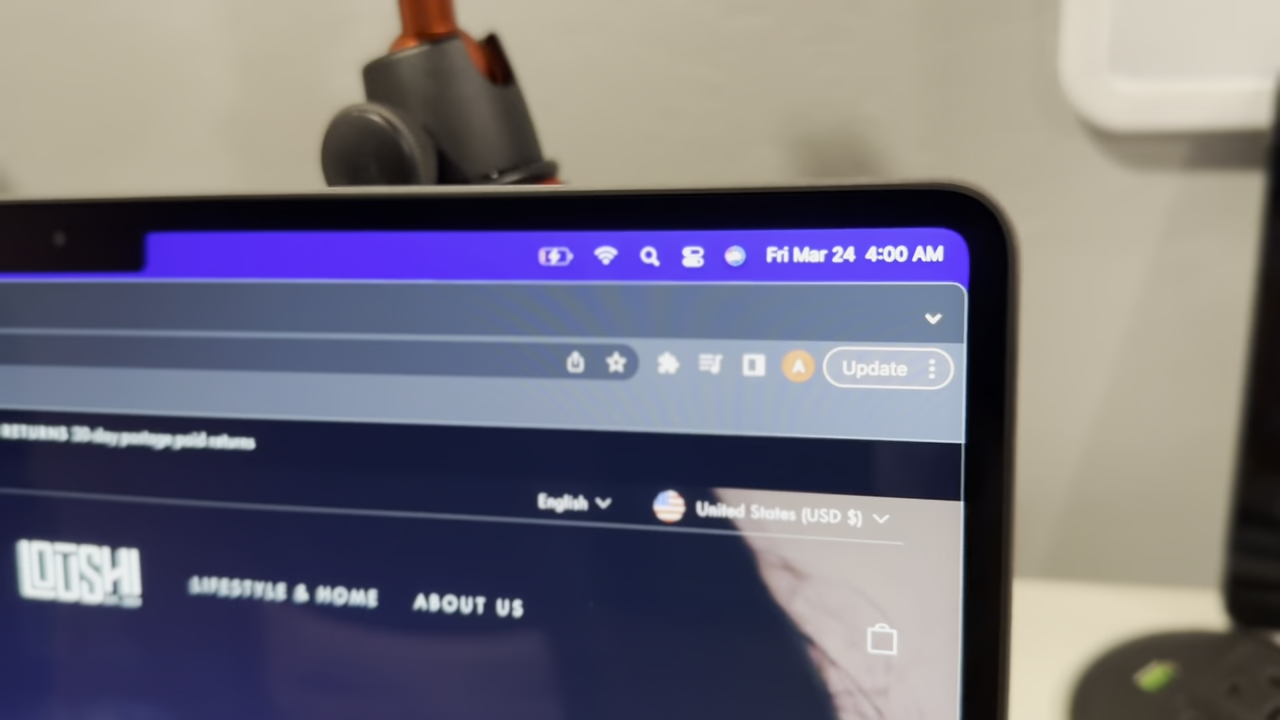 Fri Mar 24 4:00 AM
A
Update
RETURNS 30-day postage paid returns
English
United States (USD $)
LOTUSHI
LIFESTYLE & HOME
ABOUT US